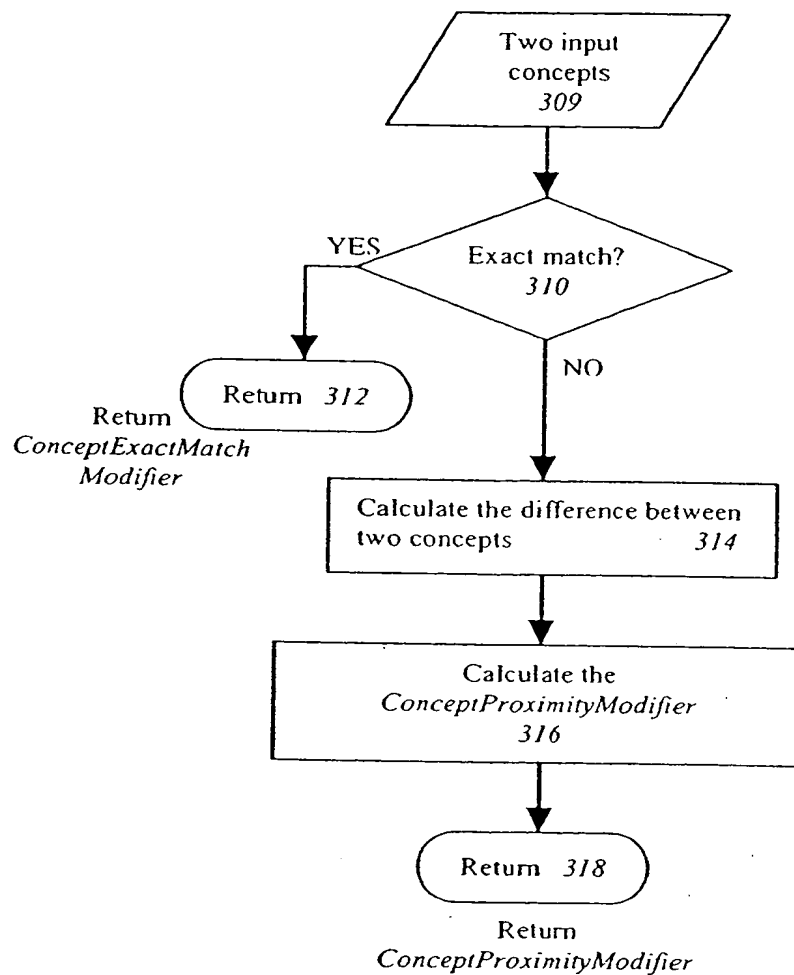 Two input
concepts
309
Exact match?
310
YES
NO
Return 312
Return
ConceptExactMatch
Modifier
Calculate the difference between
two concepts 314
Calculate the
ConceptProximityModifier
316
Return 318
Return
ConceptProximityModifier